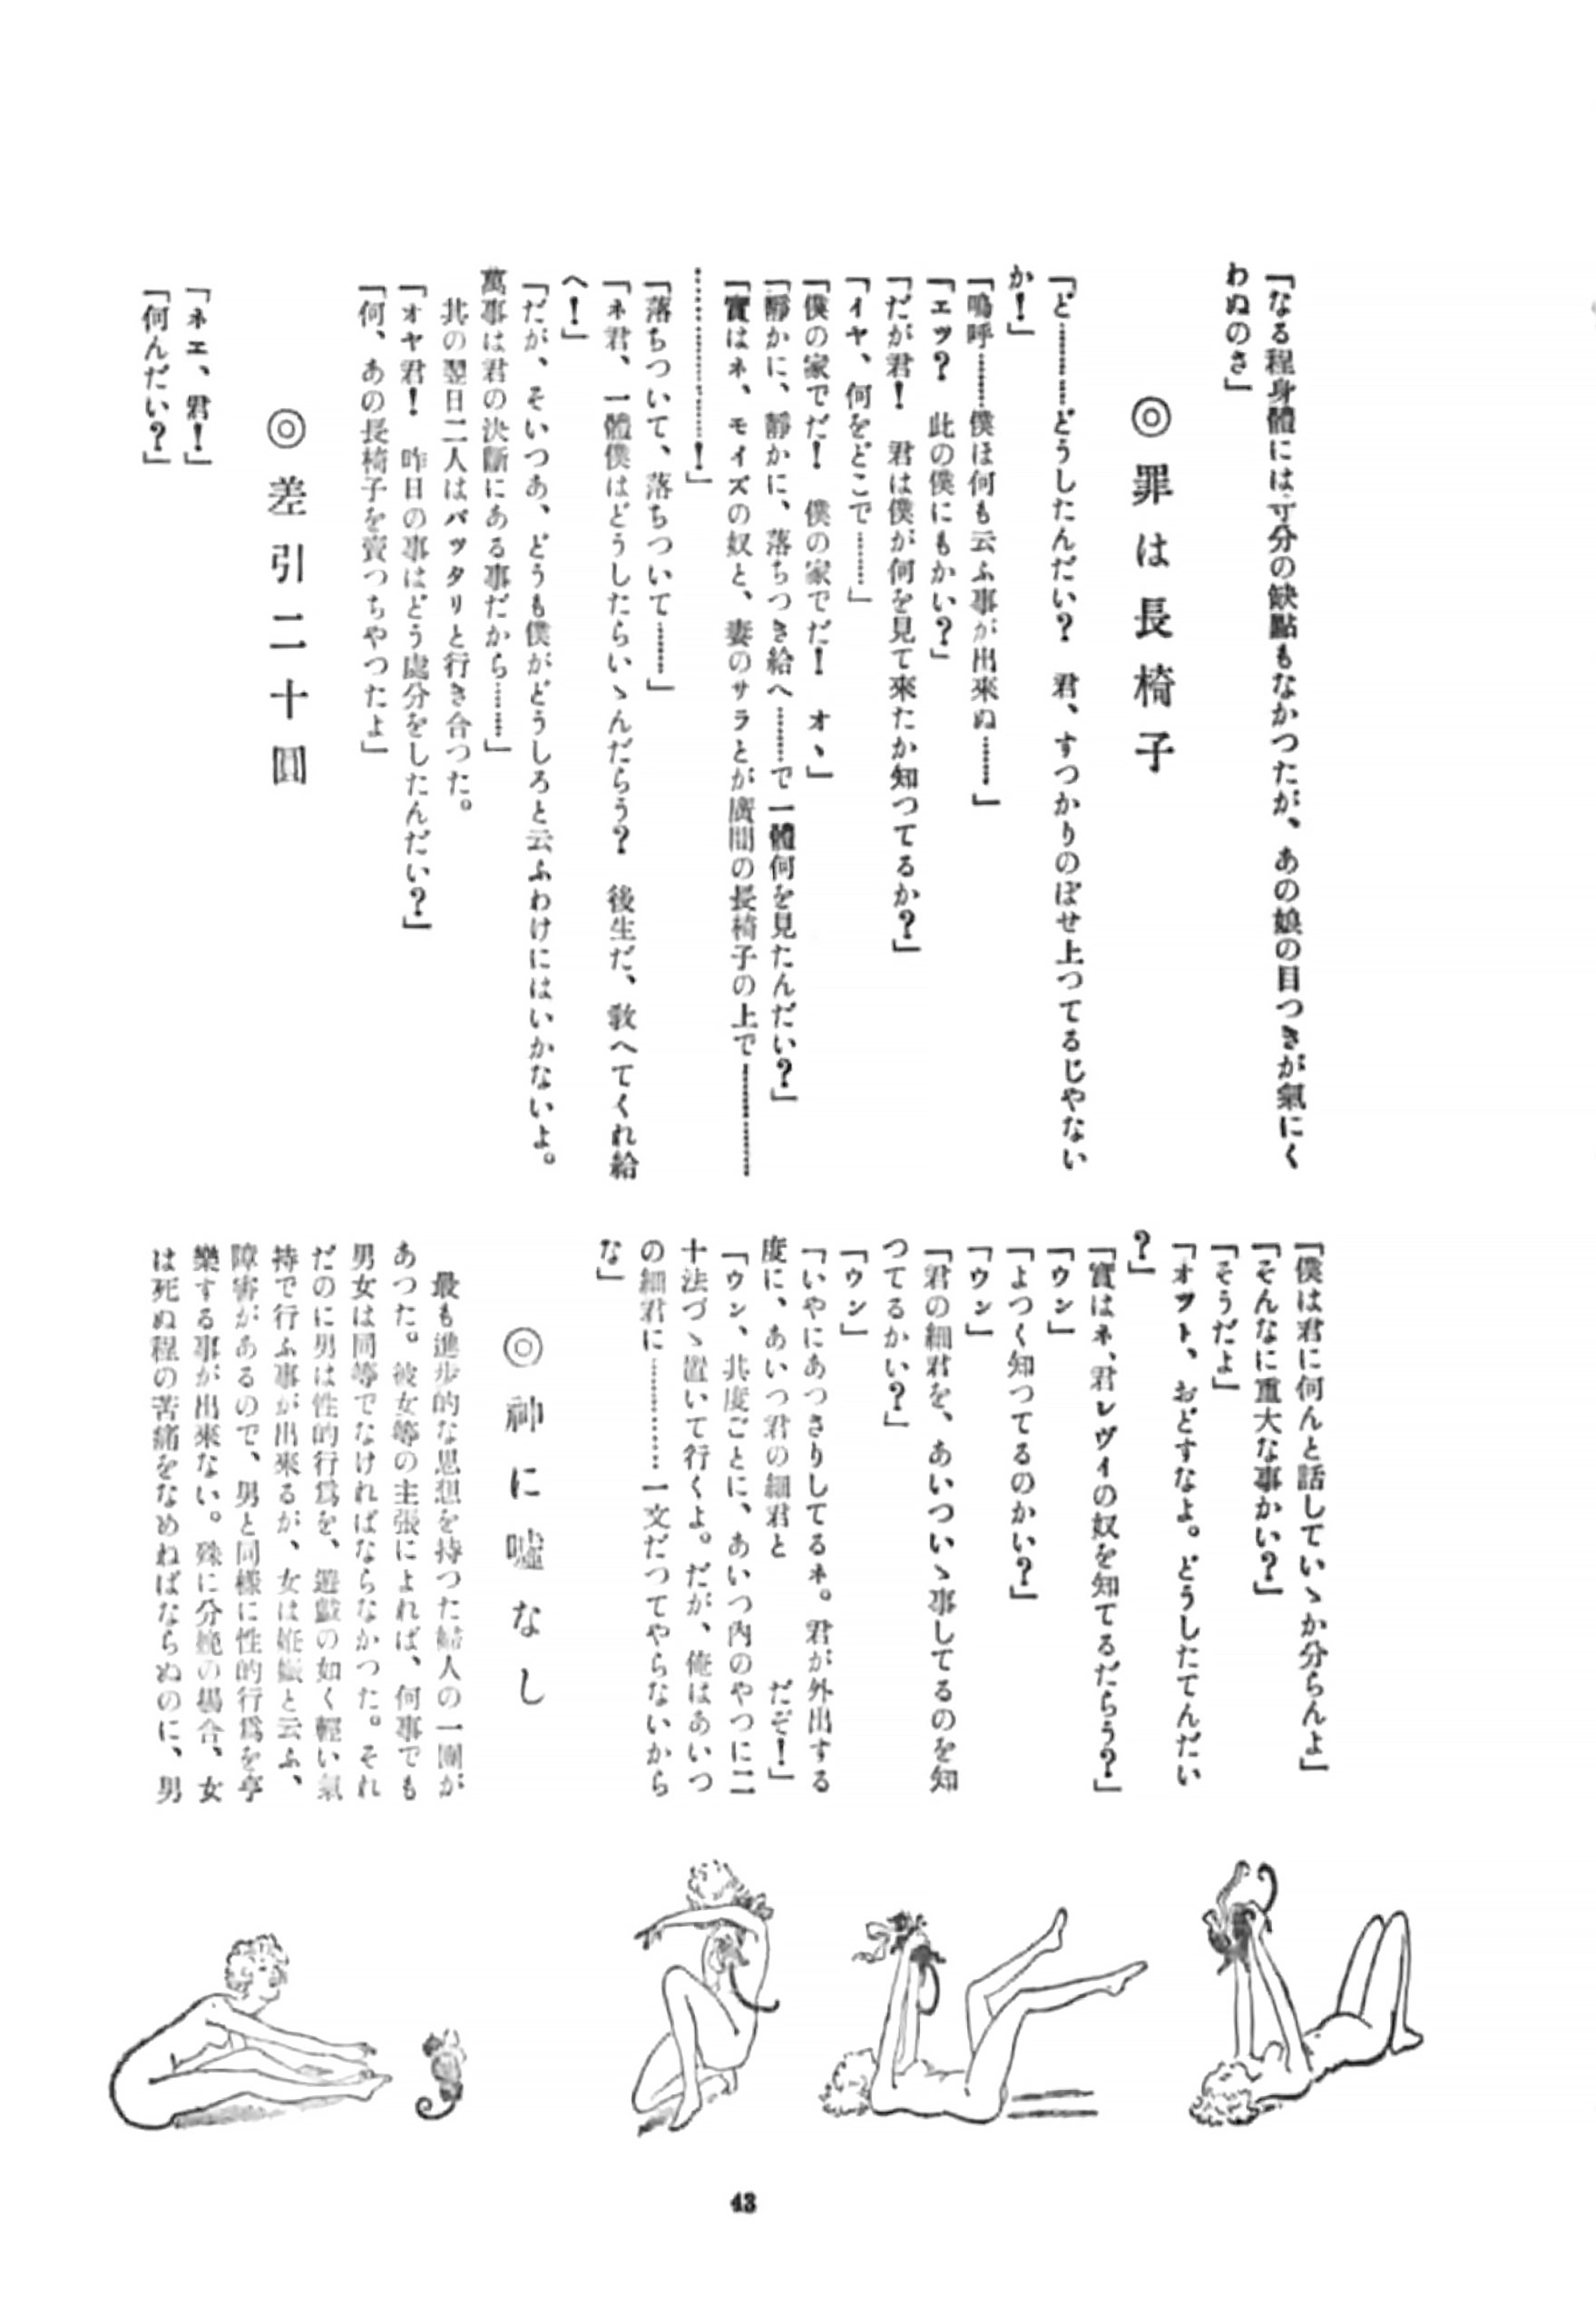 「なる程身體には寸分の缺點もなかつたが、あの娘の目つきが氣にく
わぬのさ」
◎罪は長椅子
「ど…………どうしたんだい？　君、すつかりのぼせ上つてるじやない
か！」
「嗚呼………僕は何も云ふ事が出來ぬ………」
「エツ？　此の僕にもかい？」
「だが君！　君は僕が何を見て來たか知つてるか？」
「イヤ、何をどこで………」
「僕の家でだ！　僕の家でだ！　オヽ」
「靜かに、靜かに、落ちつき給へ………で一體何を見たんだい？」
「實はネ、モイズの奴と、妻のサラとが廣間の長椅子の上で………………
…………………！」
「落ちついて、落ちついて………」
「ネ君、一體僕はどうしたらいゝんだらう？　後生だ、敎へてくれ給
へ！」
「だが、そいつあ、どうも僕がどうしろと云ふわけにはいかないよ。
萬事は君の決斷にある事だから………」
其の翌日二人はバツタリと行き合つた。
「オヤ君！　昨日の事はどう處分をしたんだい？」
「何、あの長椅子を賣つちやつたよ」
◎差引二十圓
「ネエ、君！」
「何んだい？」
「僕は君に何んと話していゝか分らんよ」
「そんなに重大な事かい？」
「そうだよ」
「オツト、おどすなよ。どうしたてんだい
？」
「實はネ、君レヴイの奴を知てるだらう？」
「ウン」
「よつく知つてるのかい？」
「ウン」
「君の細君を、あいついゝ事してるのを知
つてるかい？」
「ウン」
「いやにあつさりしてるネ。君が外出する
度に、あいつ君の細君と　　　　だぞ！」
「ウン、其度ごとに、あいつ内のやつに二
十法づゝ置いて行くよ。だが、俺はあいつ
の細君に…………一文だつてやらないから
な」
◎神に噓なし
最も進步的な思想を持つた婦人の一團が
あつた。彼女等の主張によれば、何事でも
男女は同等でなければならなかつた。それ
だのに男は性的行爲を、遊戲の如く輕い氣
持で行ふ事が出來るが、女は姙娠と云ふ、
障害があるので、男と同樣に性的行爲を享
樂する事が出來ない。殊に分娩の場合、女
は死ぬ程の苦痛をなめねばならぬのに、男
43